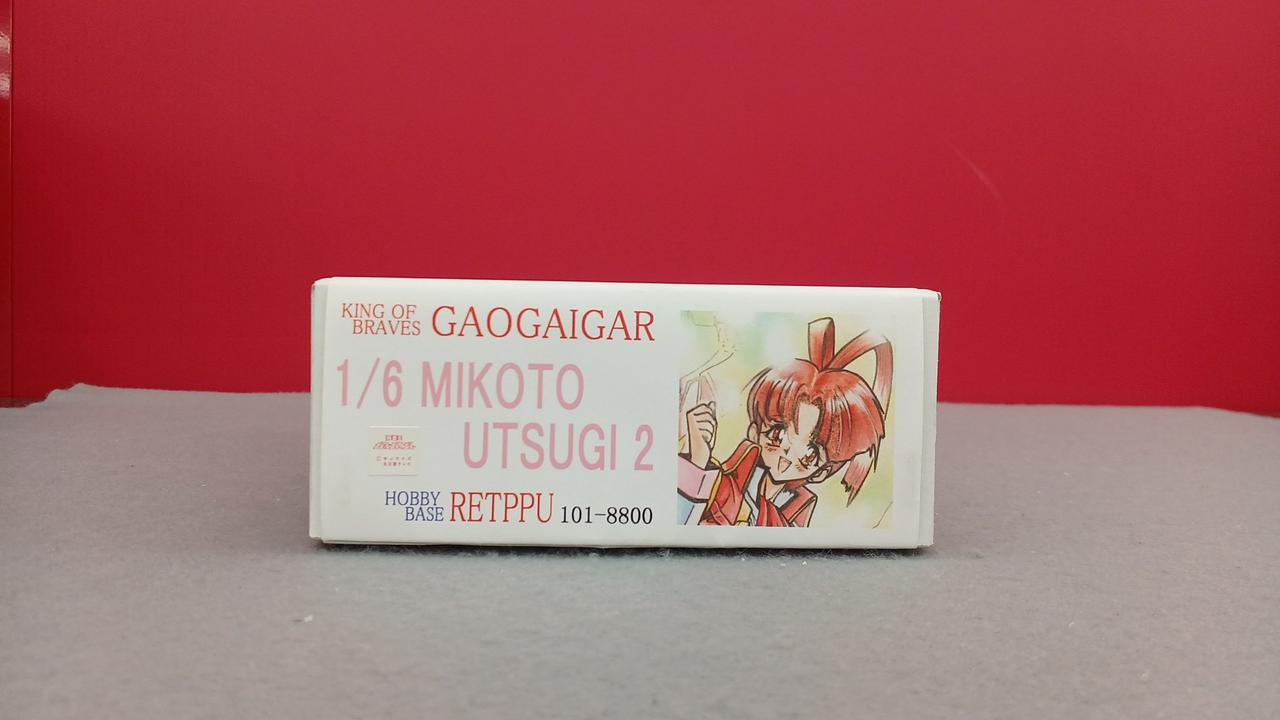 KING OF
BRAVES GAOGAIGAR
1/6 MIKOTO
UTSUGI 2
HOBBY
BASE RETPPU 101-8800